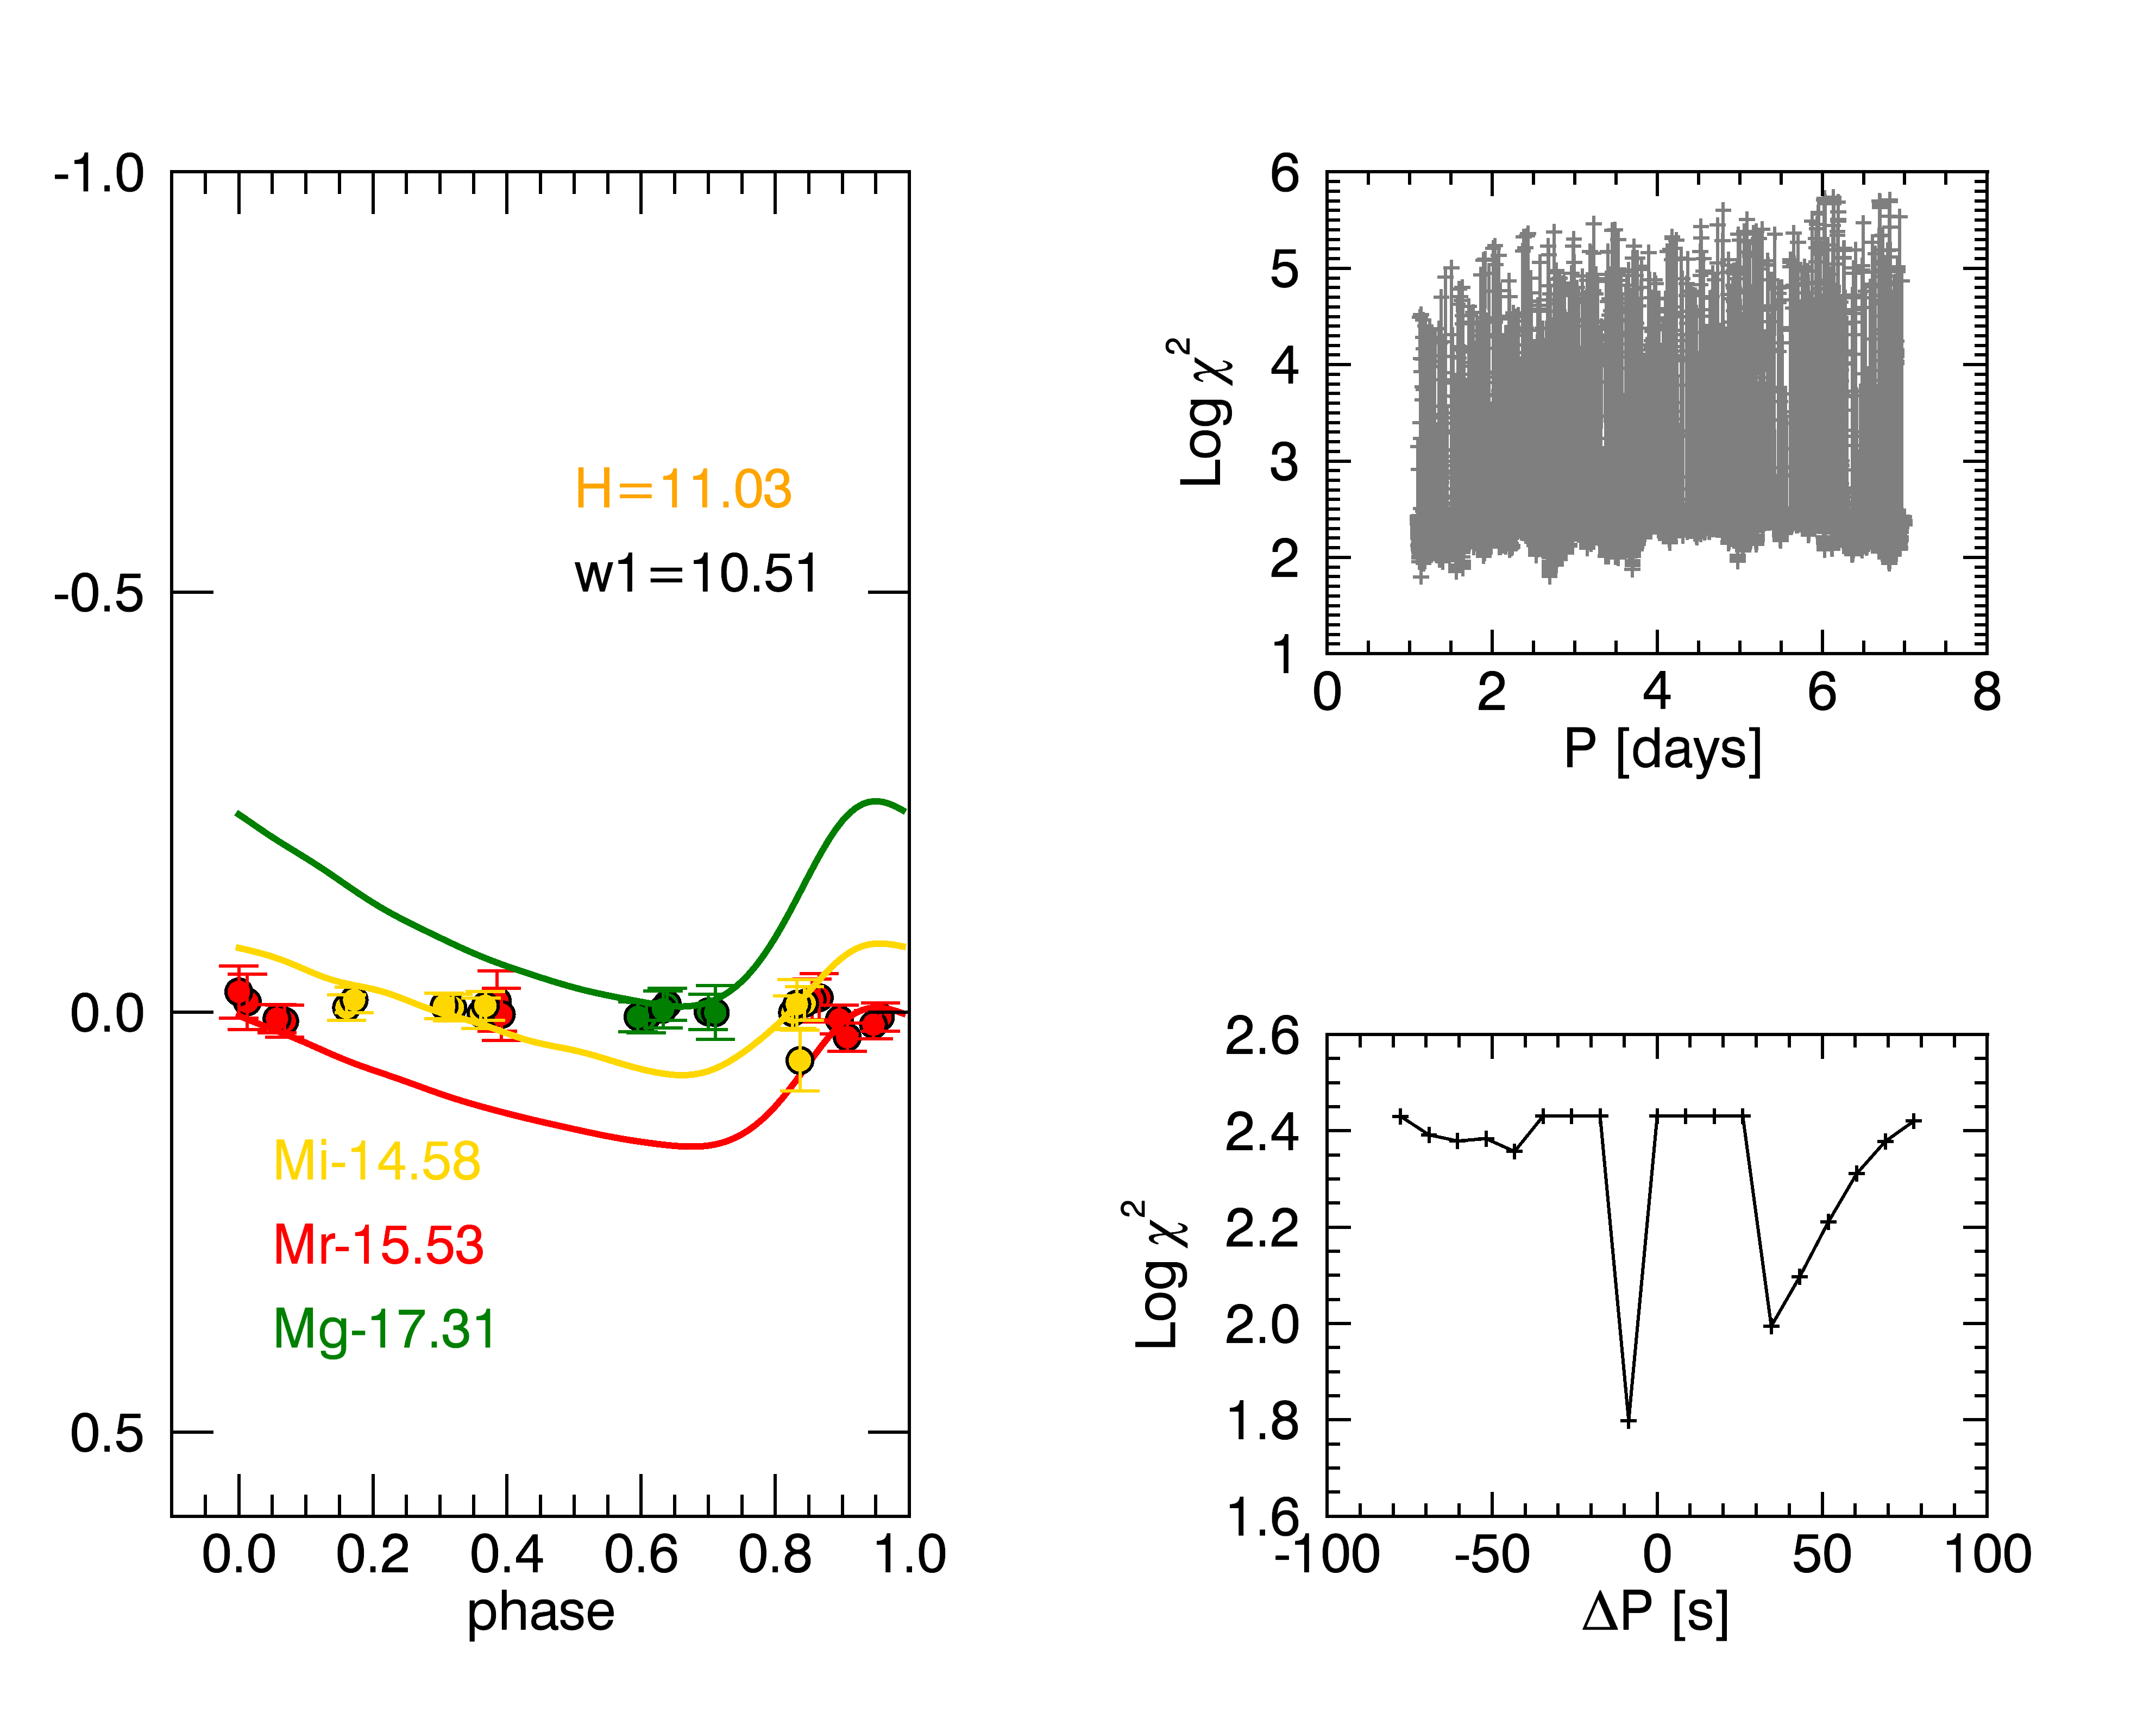 -1.0
-0.5
0.0
0.5
H=11.03
w1=10.51
Mi-14.58
Mr-15.53
Mg-17.31
0.0 0.2 0.4 0.6 0.8 1.0
phase
6
5
4
3
2
1
Log χ²
0 2 4 6 8
P [days]
2.6
2.4
2.2
2.0
1.8
1.6
Log χ²
-100 -50 0 50 100
ΔP [s]